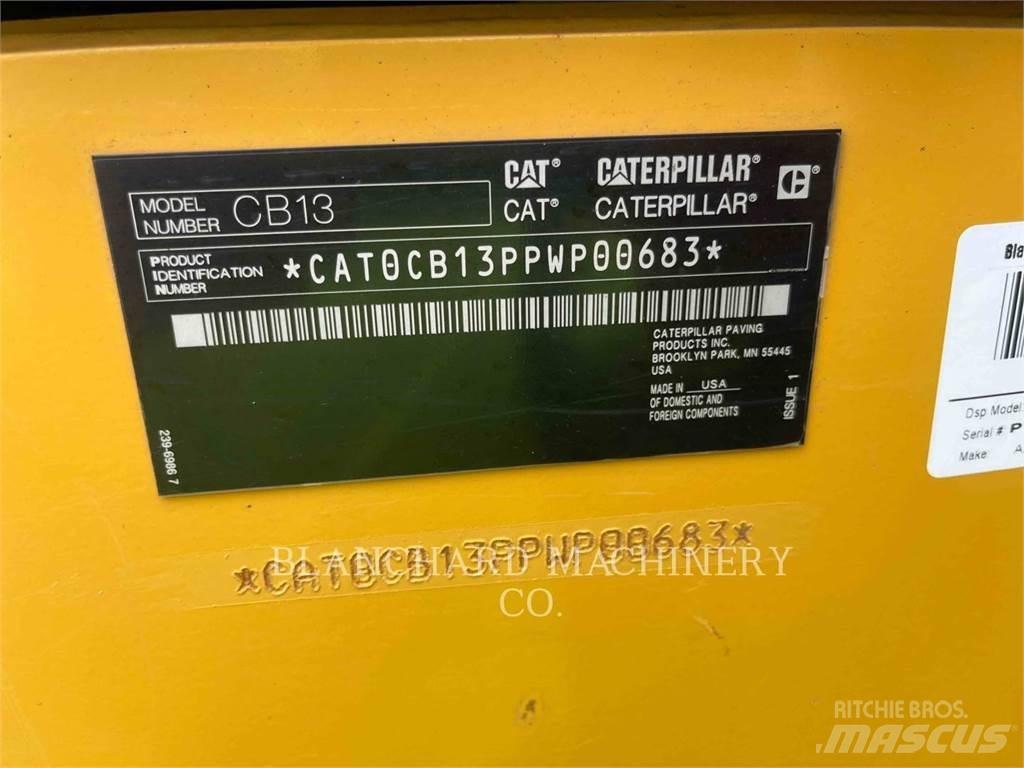 CAT® CATERPILLAR®
CAT® CATERPILLAR®
MODEL NUMBER CB13
PRODUCT IDENTIFICATION NUMBER *CAT0CB13PPWP00683*
CATERPILLAR PAVING
PRODUCTS INC.
BROOKLYN PARK, MN 55445
USA
MADE IN USA
OF DOMESTIC AND
FOREIGN COMPONENTS
ISSUE 1
239-6986 7
Bla
Dsp Model
Serial # P
Make: A
*CAT0CB13PPWP00683*
BLANCHARD MACHINERY
CO.
RITCHIE BROS.
MASCUS